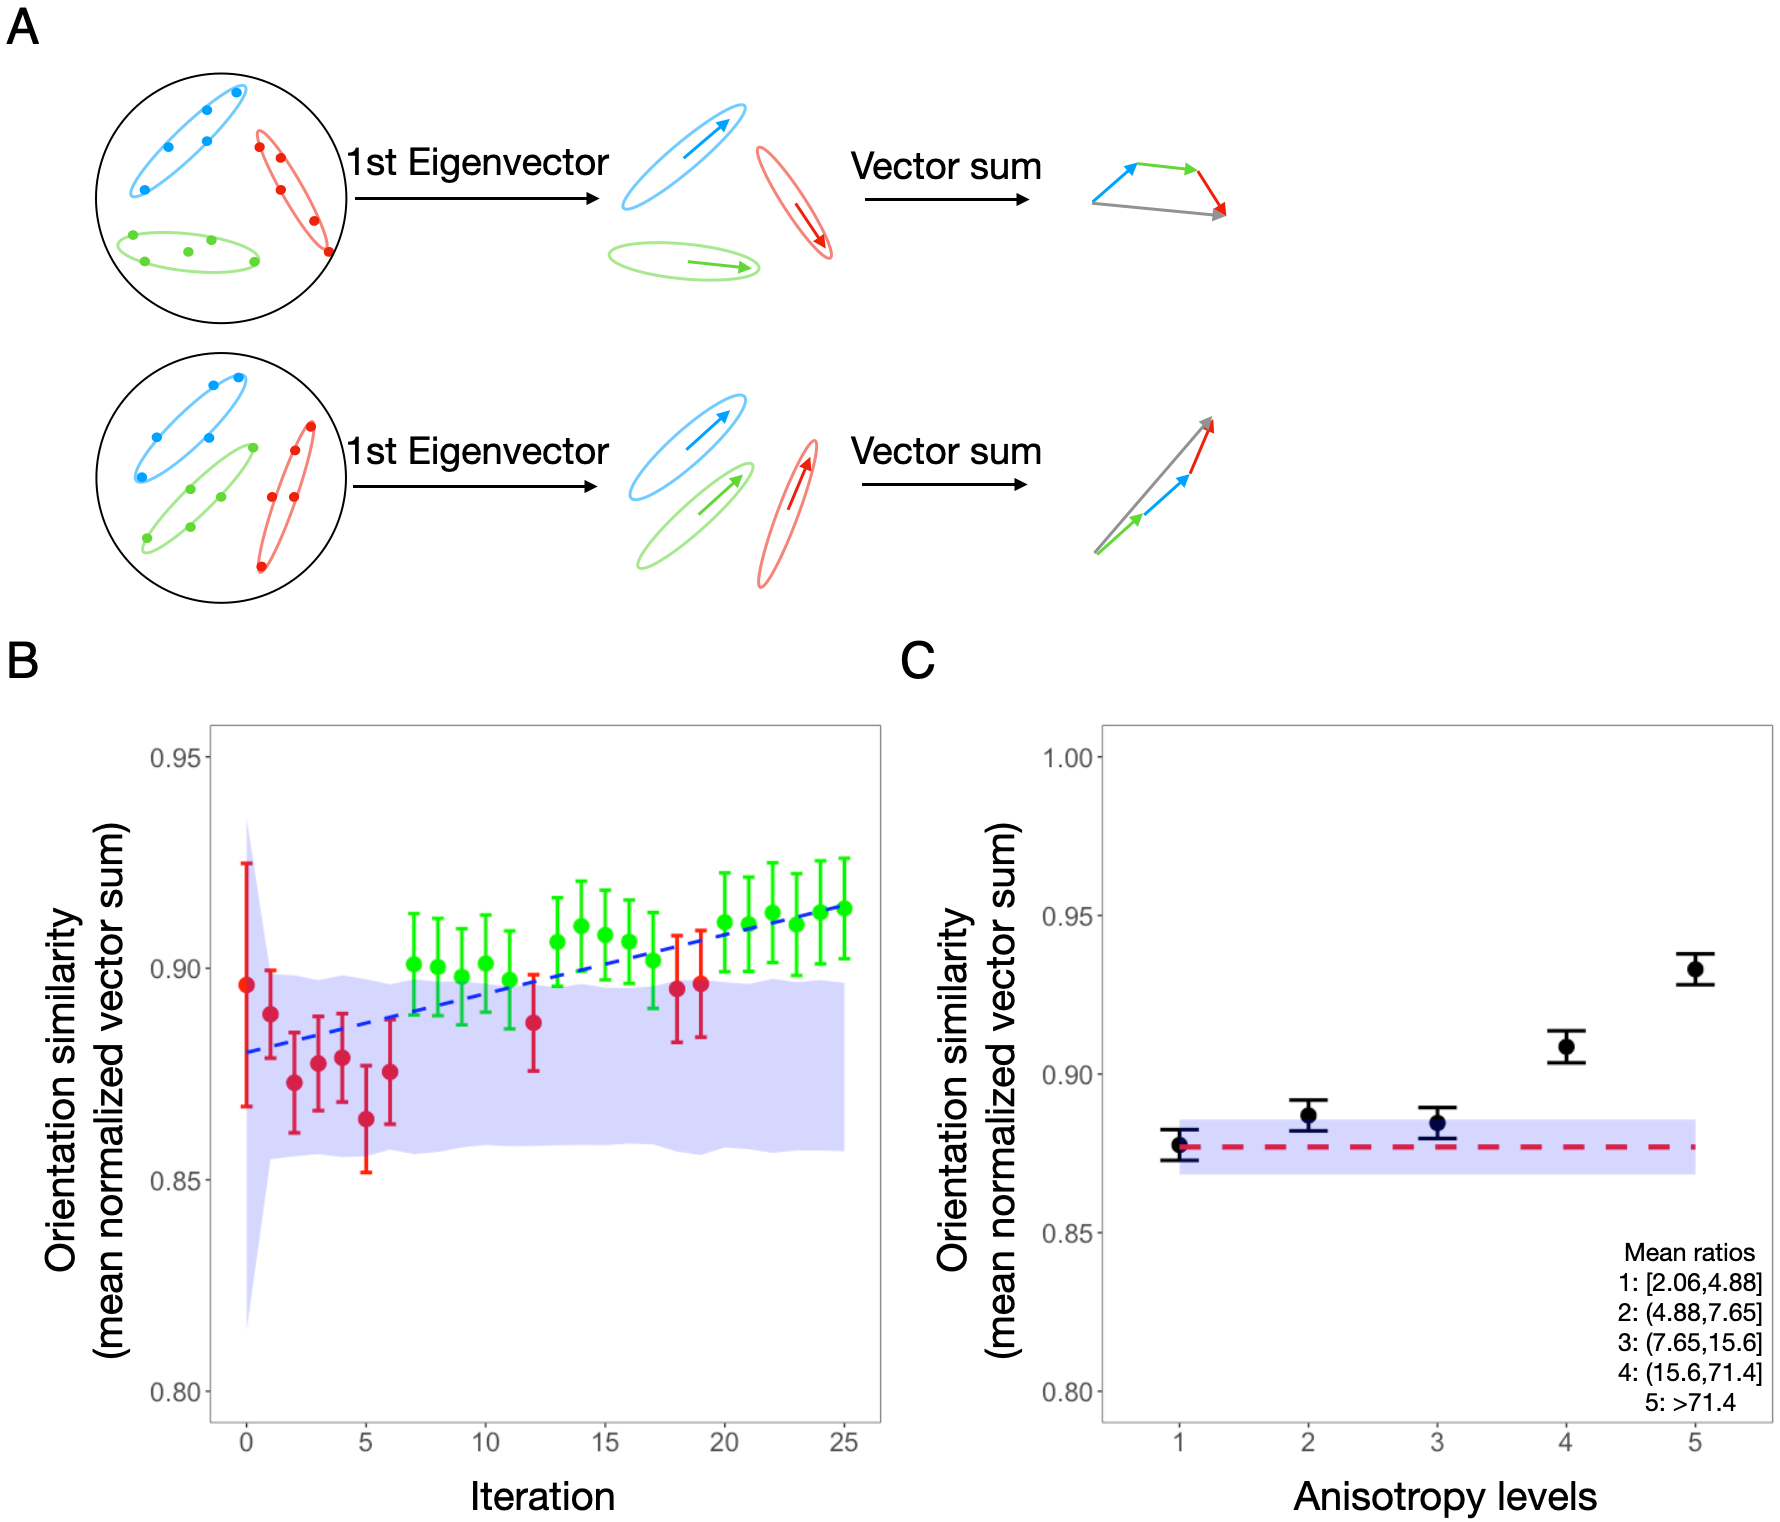 A
1st Eigenvector
Vector sum
1st Eigenvector
Vector sum
B
Orientation similarity
(mean normalized vector sum)
0.95
0.90
0.85
0.80
0
5
10
15
20
25
Iteration
C
Orientation similarity
(mean normalized vector sum)
1.00
0.95
0.90
0.85
0.80
Mean ratios
1: [2.06,4.88]
2: (4.88,7.65]
3: (7.65,15.6]
4: (15.6,71.4]
5: >71.4
1
2
3
4
5
Anisotropy levels